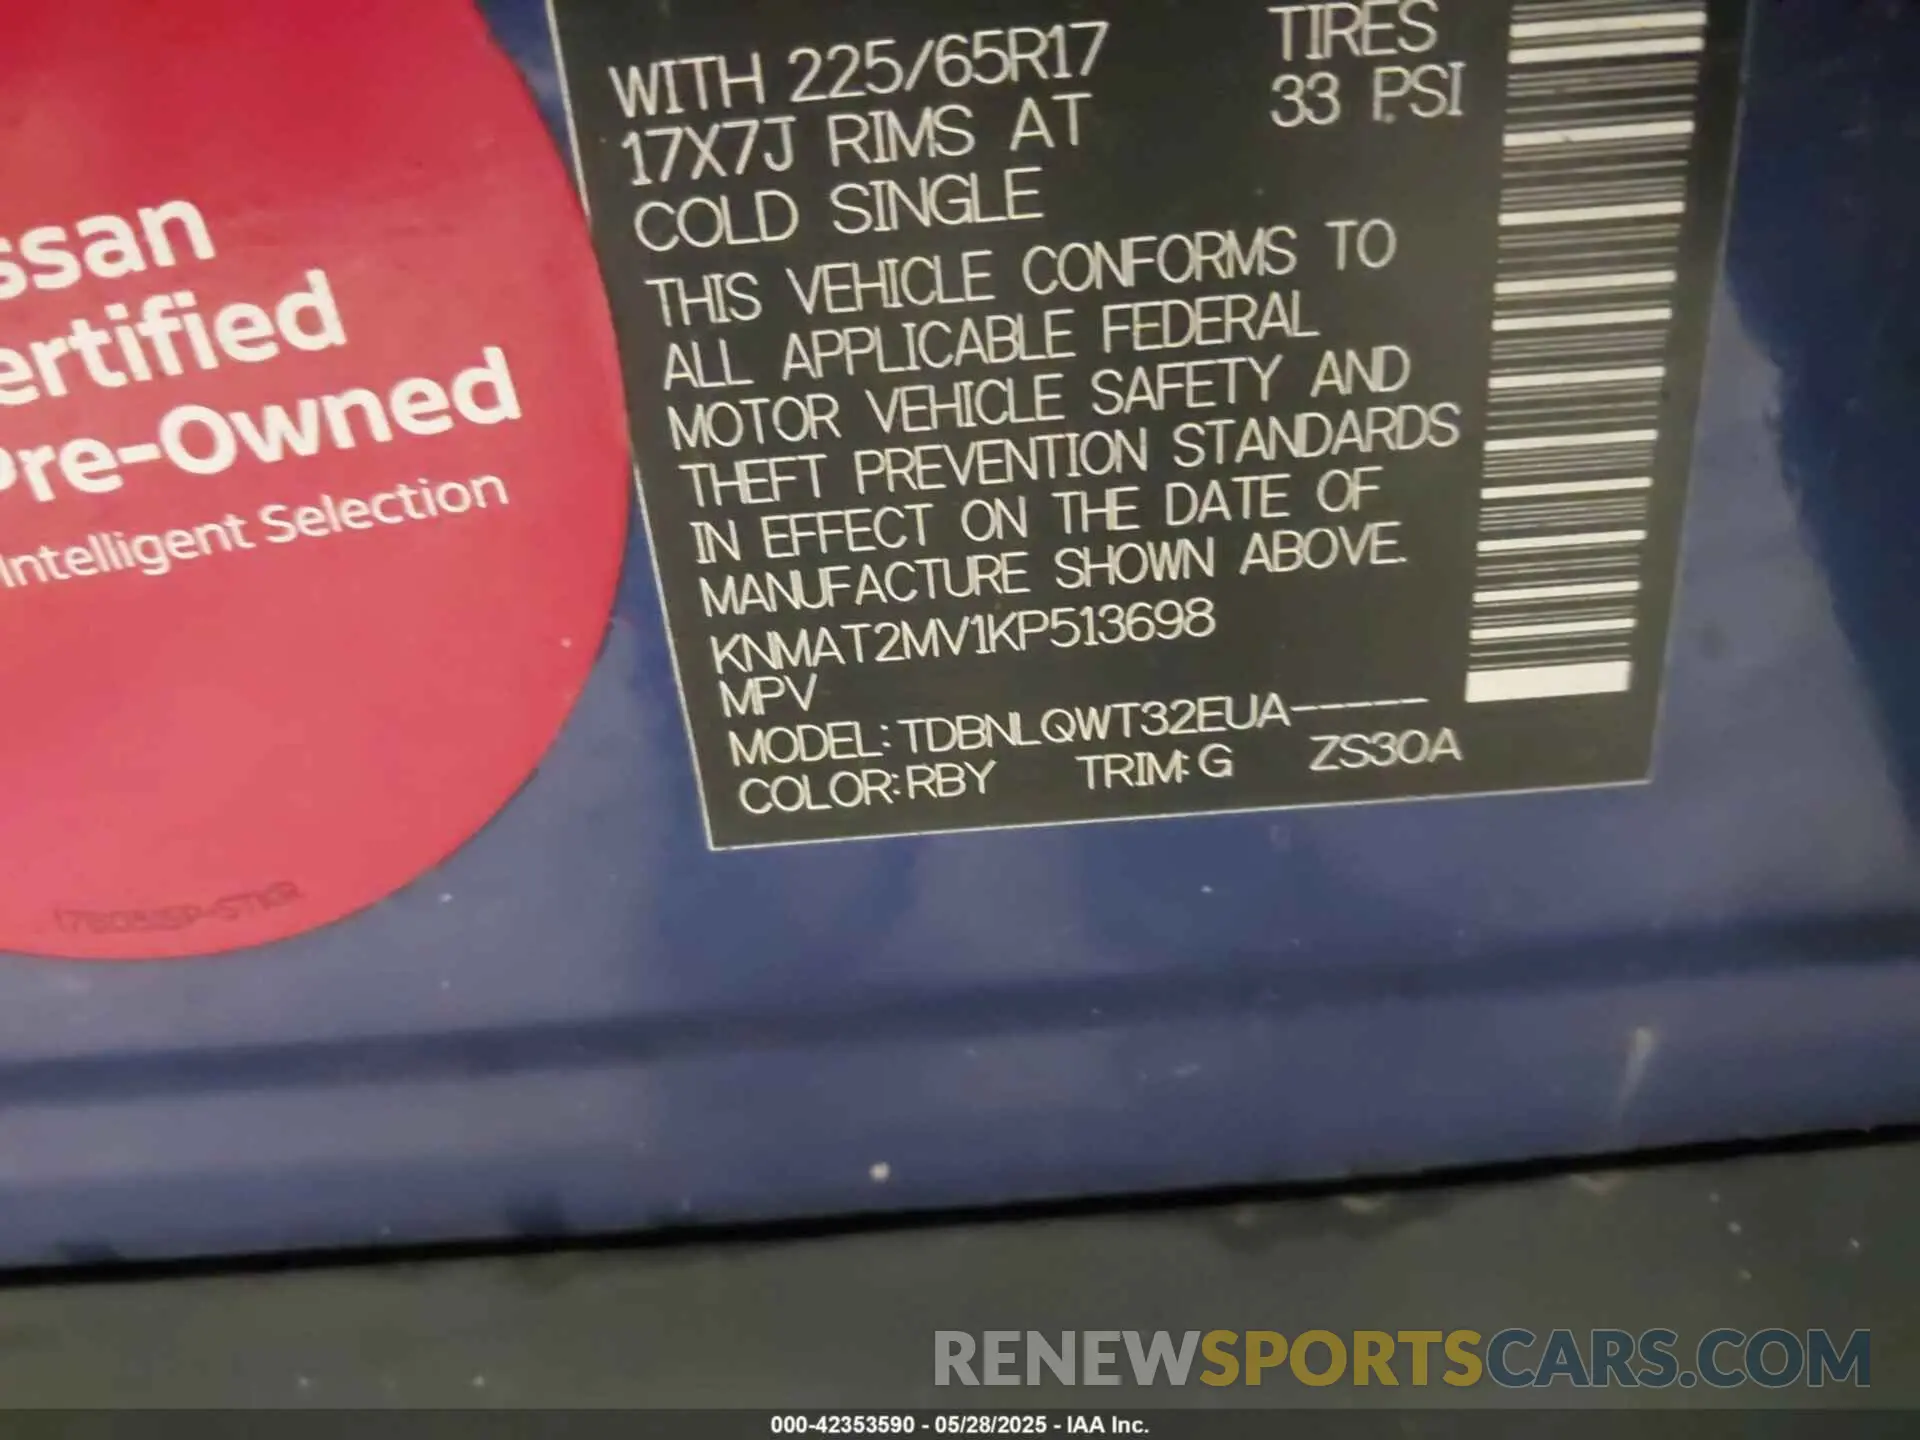 ssan
ertified
Pre-Owned
Intelligent Selection
WITH 225/65R17 TIRES
17X7J RIMS AT 33 PSI
COLD SINGLE
THIS VEHICLE CONFORMS TO
ALL APPLICABLE FEDERAL
MOTOR VEHICLE SAFETY AND
THEFT PREVENTION STANDARDS
IN EFFECT ON THE DATE OF
MANUFACTURE SHOWN ABOVE.
KNMAT2MV1KP513698
MPV
MODEL:TDBNLQWT32EUA-----
COLOR:RBY TRIM:G ZS30A
RENEWSPORTSCARS.COM
000-42353590 - 05/28/2025 - IAA Inc.